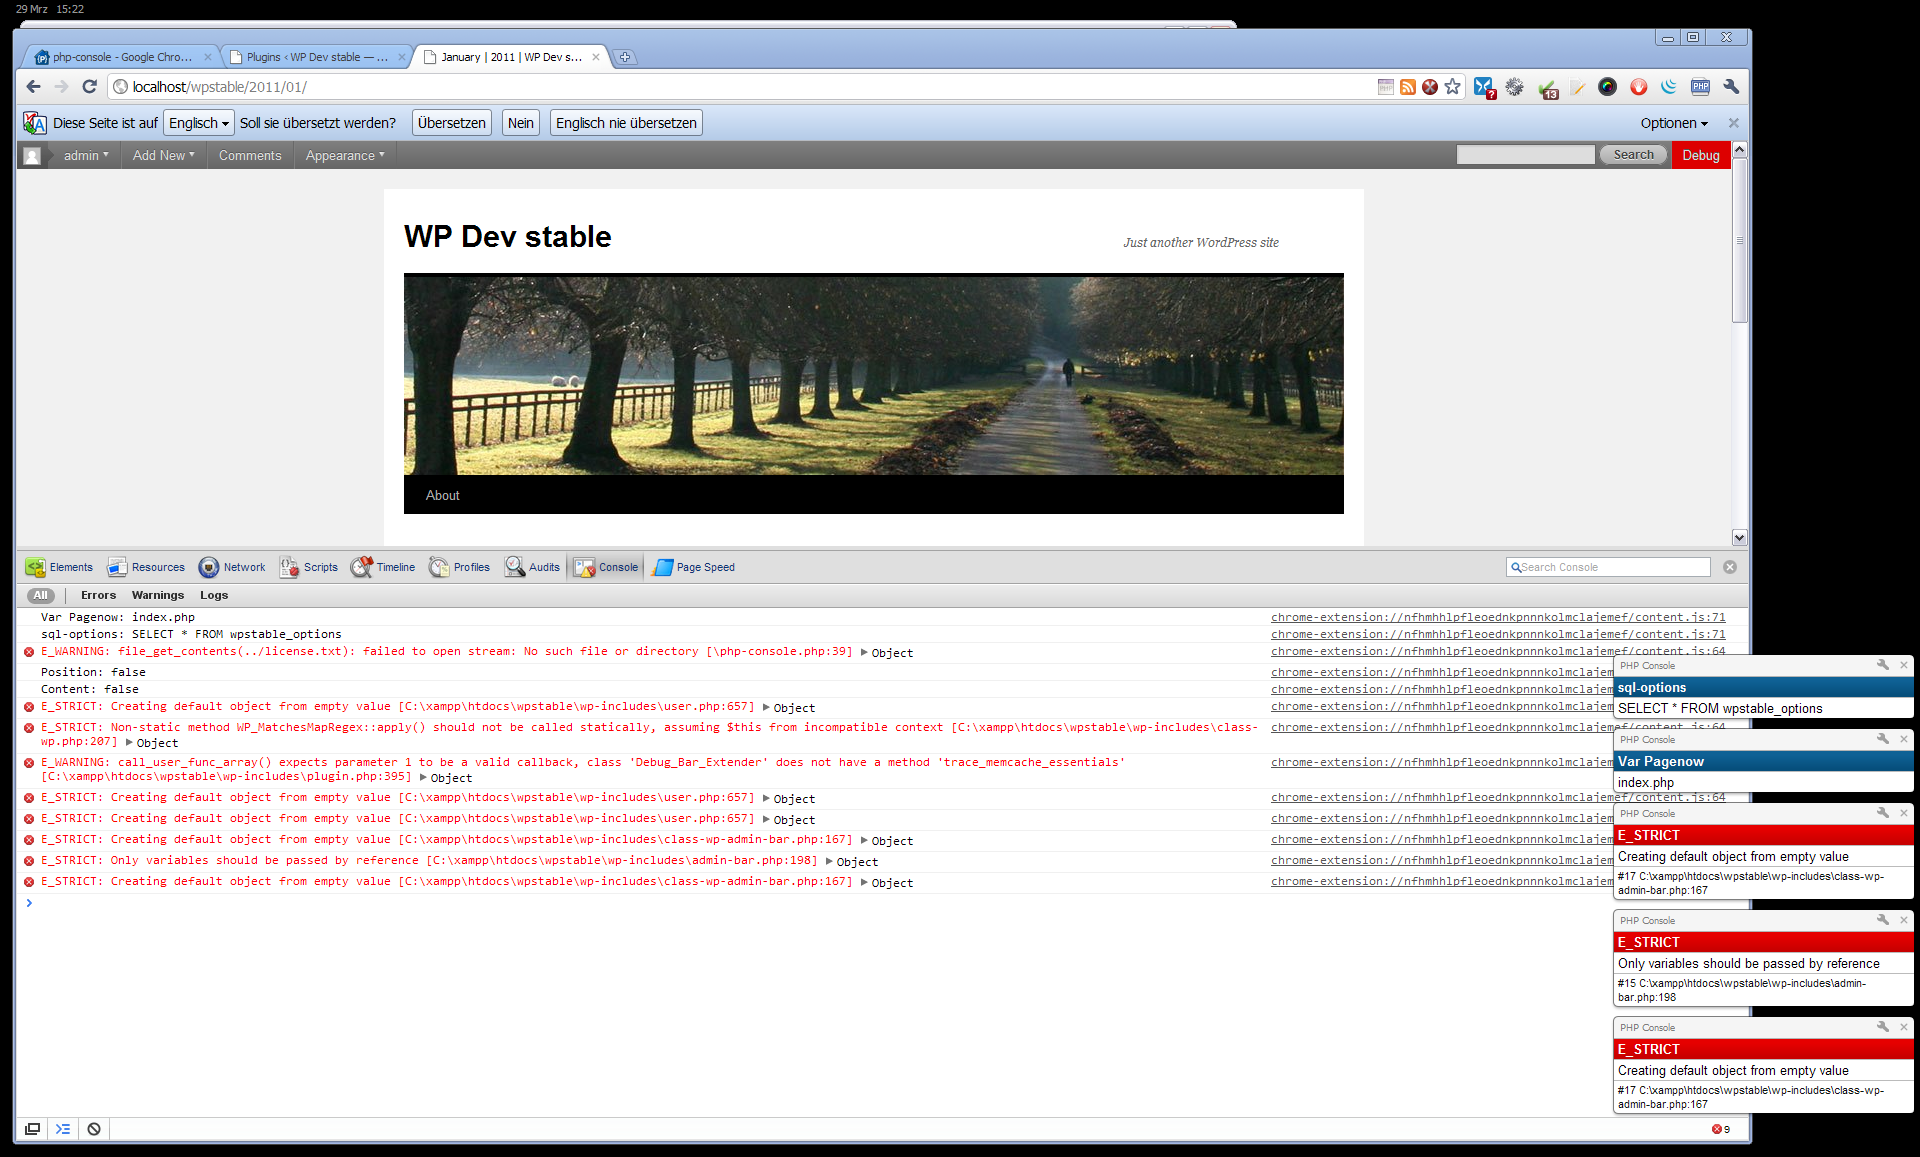 29 Mrz 15:22
php-console - Google Chro...
Plugins ‹ WP Dev stable — ...
January | 2011 | WP Dev s...
localhost/wpstable/2011/01/
?
13
PHP
Diese Seite ist auf Englisch Soll sie übersetzt werden? Übersetzen Nein Englisch nie übersetzen Optionen
admin Add New Comments Appearance Search Debug
WP Dev stable
Just another WordPress site
About
Elements Resources Network Scripts Timeline Profiles Audits Console Page Speed Search Console
All Errors Warnings Logs
Var Pagenow: index.php chrome-extension://nfhmhhlpfleoednkpnnnkolmclajemef/content.js:71
sql-options: SELECT * FROM wpstable_options chrome-extension://nfhmhhlpfleoednkpnnnkolmclajemef/content.js:71
E_WARNING: file_get_contents(../license.txt): failed to open stream: No such file or directory [\php-console.php:39] Object chrome-extension://nfhmhhlpfleoednkpnnnkolmclajemef/content.js:64
Position: false chrome-extension://nfhmhhlpfleoednkpnnnkolmclaj
Content: false chrome-extension://nfhmhhlpfleoednkpnnnkolmclaj
E_STRICT: Creating default object from empty value [C:\xampp\htdocs\wpstable\wp-includes\user.php:657] Object chrome-extension://nfhmhhlpfleoednkpnnnkolmclaj
E_STRICT: Non-static method WP_MatchesMapRegex::apply() should not be called statically, assuming $this from incompatible context [C:\xampp\htdocs\wpstable\wp-includes\class- chrome-extension://nfhmhhlpfleoednkpnnnkolmclajemef/content.js:64
wp.php:207] Object
E_WARNING: call_user_func_array() expects parameter 1 to be a valid callback, class 'Debug_Bar_Extender' does not have a method 'trace_memcache_essentials' chrome-extension://nfhmhhlpfleoednkpnnnkolmclaj
[C:\xampp\htdocs\wpstable\wp-includes\plugin.php:395] Object
E_STRICT: Creating default object from empty value [C:\xampp\htdocs\wpstable\wp-includes\user.php:657] Object chrome-extension://nfhmhhlpfleoednkpnnnkolmclajemef/content.js:64
E_STRICT: Creating default object from empty value [C:\xampp\htdocs\wpstable\wp-includes\user.php:657] Object chrome-extension://nfhmhhlpfleoednkpnnnkolmclaj
E_STRICT: Creating default object from empty value [C:\xampp\htdocs\wpstable\wp-includes\class-wp-admin-bar.php:167] Object chrome-extension://nfhmhhlpfleoednkpnnnkolmclaj
E_STRICT: Only variables should be passed by reference [C:\xampp\htdocs\wpstable\wp-includes\admin-bar.php:198] Object chrome-extension://nfhmhhlpfleoednkpnnnkolmclaj
E_STRICT: Creating default object from empty value [C:\xampp\htdocs\wpstable\wp-includes\class-wp-admin-bar.php:167] Object chrome-extension://nfhmhhlpfleoednkpnnnkolmclaj
PHP Console
sql-options
SELECT * FROM wpstable_options
PHP Console
Var Pagenow
index.php
PHP Console
E_STRICT
Creating default object from empty value
#17 C:\xampp\htdocs\wpstable\wp-includes\class-wp-
admin-bar.php:167
PHP Console
E_STRICT
Only variables should be passed by reference
#15 C:\xampp\htdocs\wpstable\wp-includes\admin-
bar.php:198
PHP Console
E_STRICT
Creating default object from empty value
#17 C:\xampp\htdocs\wpstable\wp-includes\class-wp-
admin-bar.php:167
9